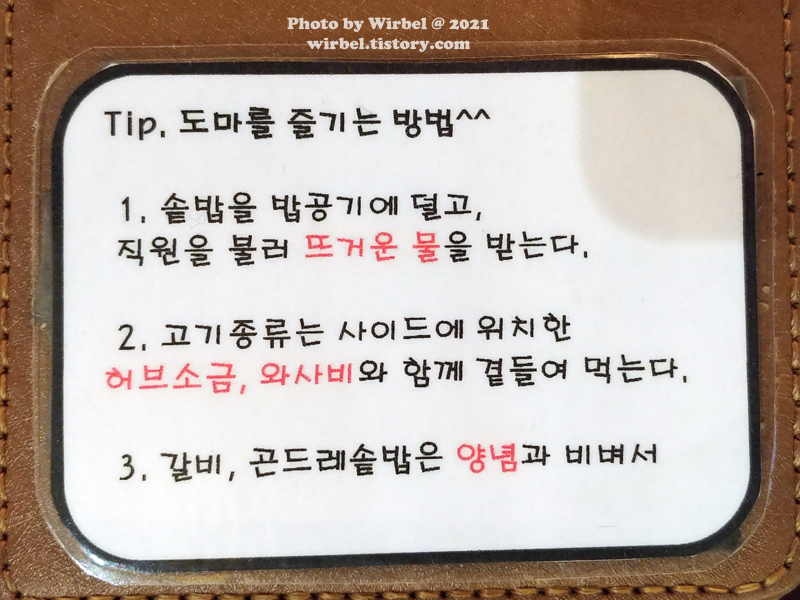 Photo by Wirbel @ 2021
wirbel.tistory.com
Tip. 도마를 즐기는 방법^^
1. 솥밥을 밥공기에 덜고,
직원을 불러 뜨거운 물을 받는다.
2. 고기종류는 사이드에 위치한
허브소금, 와사비와 함께 곁들여 먹는다.
3. 갈비, 곤드레솥밥은 양념과 비벼서